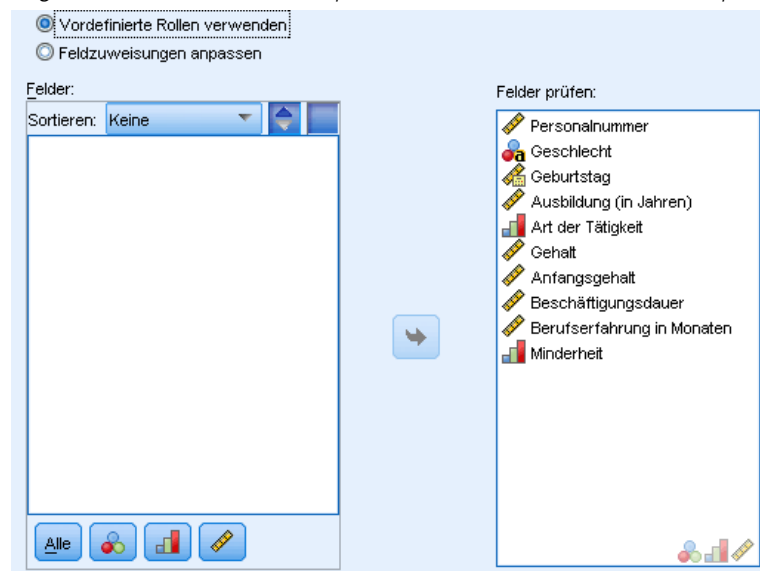 Vordefinierte Rollen verwenden
Feldzuweisungen anpassen
Felder:
Sortieren: Keine
Alle
Felder prüfen:
Personalnummer
a Geschlecht
Geburtstag
Ausbildung (in Jahren)
Art der Tätigkeit
Gehalt
Anfangsgehalt
Beschäftigungsdauer
Berufserfahrung in Monaten
Minderheit